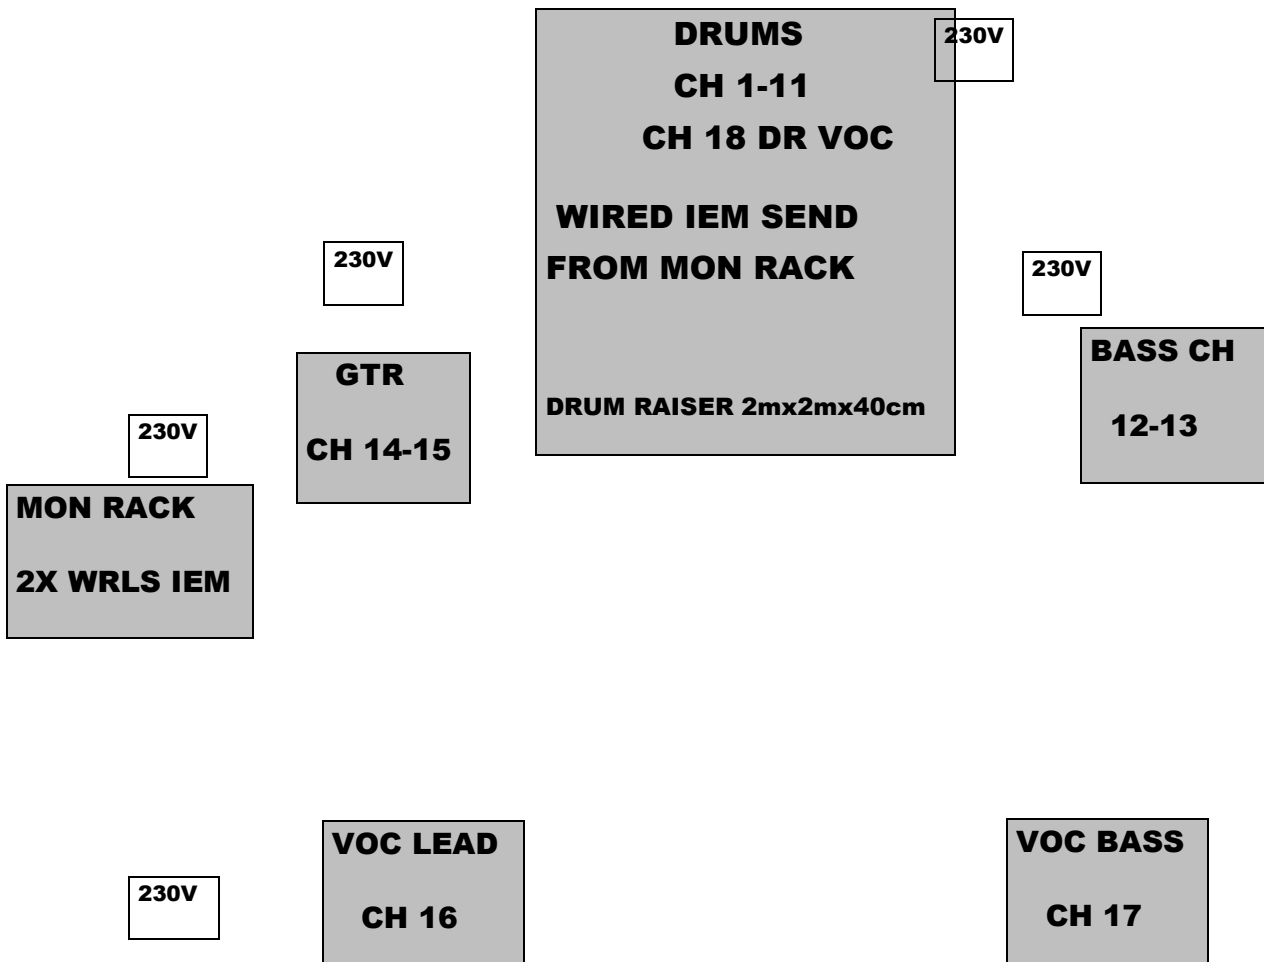 DRUMS
230V
CH 1-11
CH 18 DR VOC
WIRED IEM SEND
FROM MON RACK
DRUM RAISER 2mx2mx40cm
230V
230V
GTR
CH 14-15
BASS CH
12-13
230V
MON RACK
2X WRLS IEM
VOC LEAD
CH 16
VOC BASS
CH 17
230V